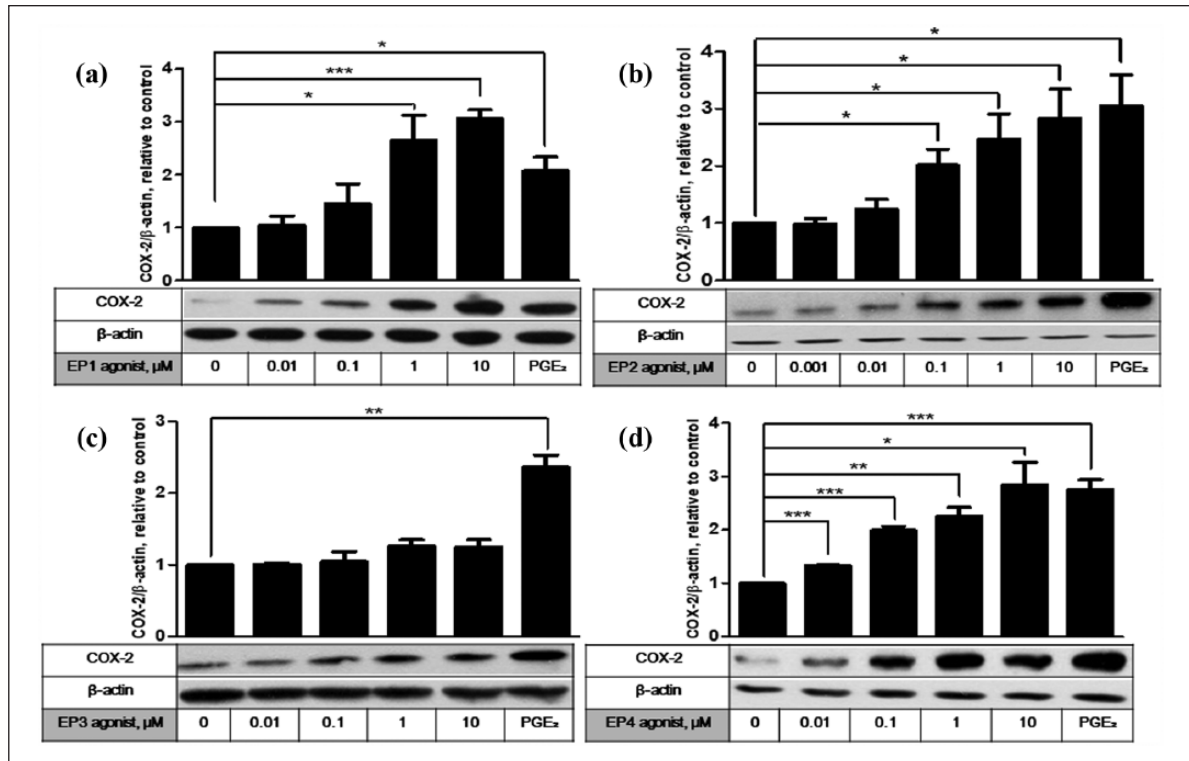 (a)
COX-2/β-actin, relative to control
4
3
2
1
0
*
***
*
COX-2
β-actin
EP1 agonist, μM 0 0.01 0.1 1 10 PGE₂
(b)
COX-2/β-actin, relative to control
4
3
2
1
0
*
*
*
*
COX-2
β-actin
EP2 agonist, μM 0 0.001 0.01 0.1 1 10 PGE₂
(c)
COX-2/β-actin, relative to control
3
2
1
0
**
COX-2
β-actin
EP3 agonist, μM 0 0.01 0.1 1 10 PGE₂
(d)
COX-2/β-actin, relative to control
4
3
2
1
0
***
*
**
***
***
COX-2
β-actin
EP4 agonist, μM 0 0.01 0.1 1 10 PGE₂